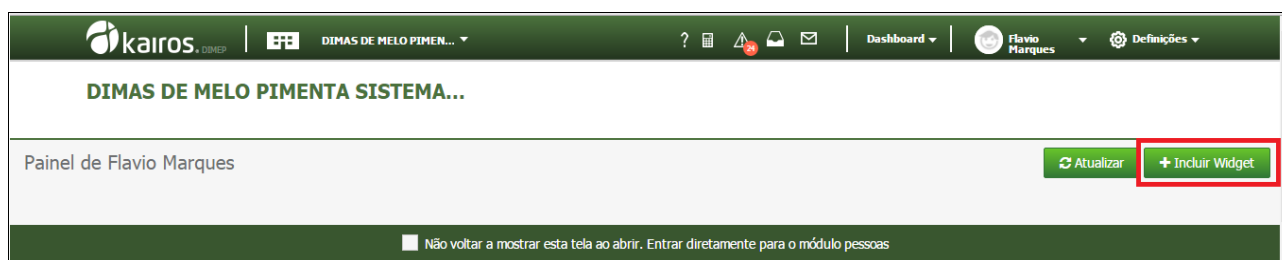 kairos. DIMEP DIMAS DE MELO PIMEN... ? 24 Dashboard Flavio Marques Definições
DIMAS DE MELO PIMENTA SISTEMA...
Painel de Flavio Marques Atualizar + Incluir Widget
Não voltar a mostrar esta tela ao abrir. Entrar diretamente para o módulo pessoas